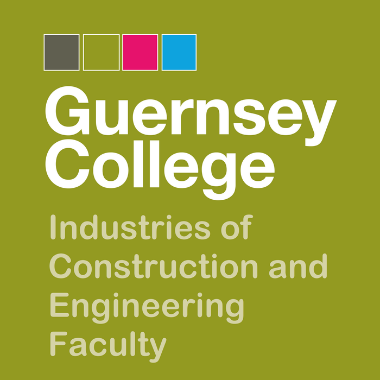 Guernsey
College
Industries of
Construction and
Engineering
Faculty